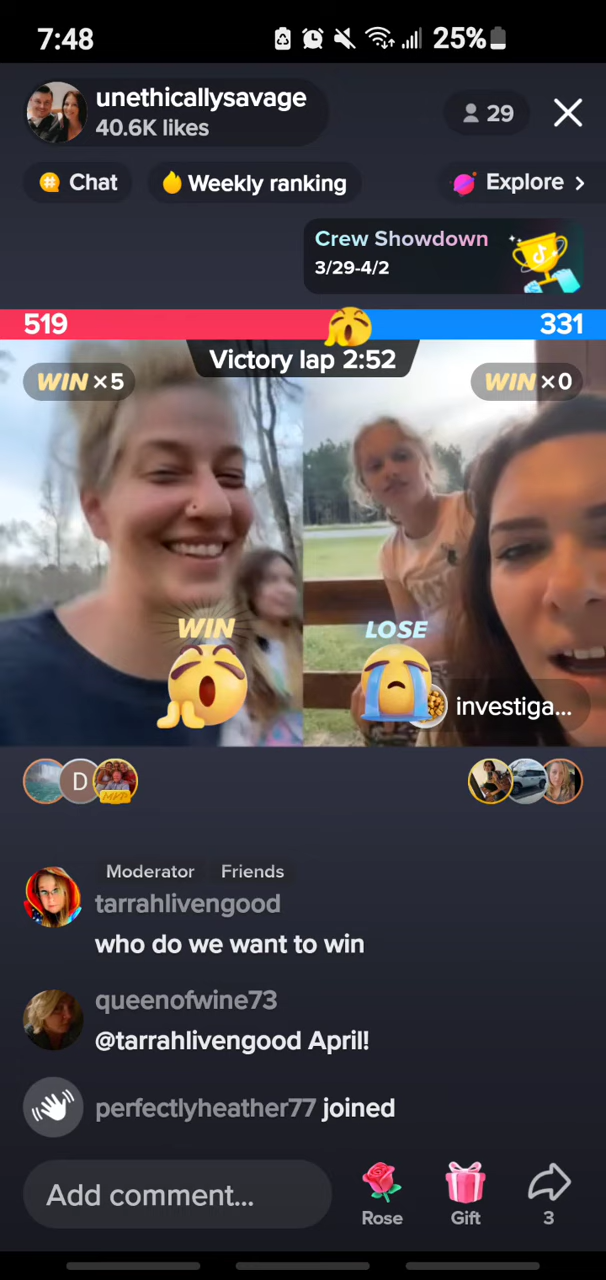 7:48
25%
unethicallysavage
40.6K likes
29
Chat
Weekly ranking
Explore >
Crew Showdown
3/29-4/2
519
331
Victory lap 2:52
WIN ×5
WIN ×0
WIN
LOSE
investiga...
D
Moderator Friends
tarrahlivengood
who do we want to win
queenofwine73
@tarrahlivengood April!
perfectlyheather77 joined
Add comment...
Rose
Gift
3